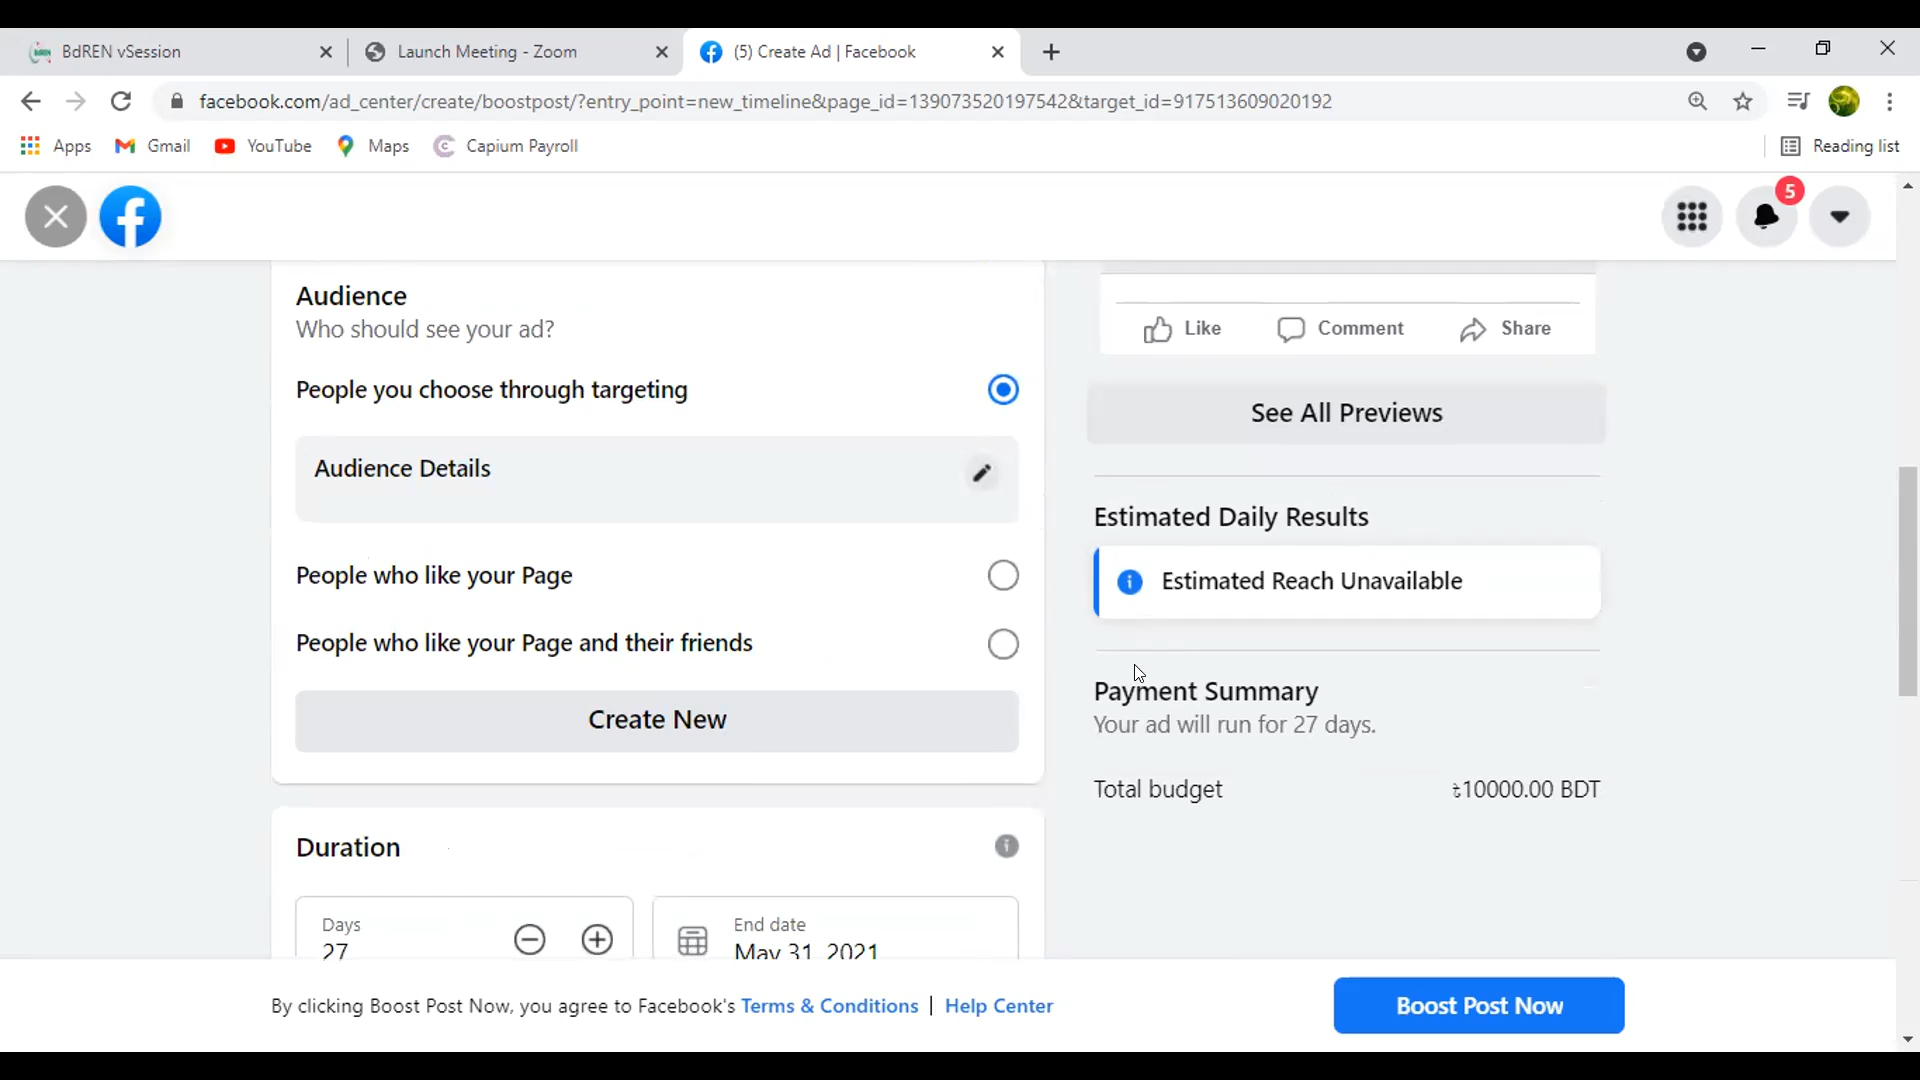 BdREN vSession
Launch Meeting - Zoom
(5) Create Ad | Facebook
facebook.com/ad_center/create/boostpost/?entry_point=new_timeline&page_id=139073520197542&target_id=917513609020192
Apps
Gmail
YouTube
Maps
Capium Payroll
Reading list
5
Audience
Who should see your ad?
People you choose through targeting
Audience Details
People who like your Page
People who like your Page and their friends
Create New
Duration
Days
27
End date
May 31, 2021
Like
Comment
Share
See All Previews
Estimated Daily Results
Estimated Reach Unavailable
Payment Summary
Your ad will run for 27 days.
Total budget
৳10000.00 BDT
By clicking Boost Post Now, you agree to Facebook's Terms & Conditions | Help Center
Boost Post Now